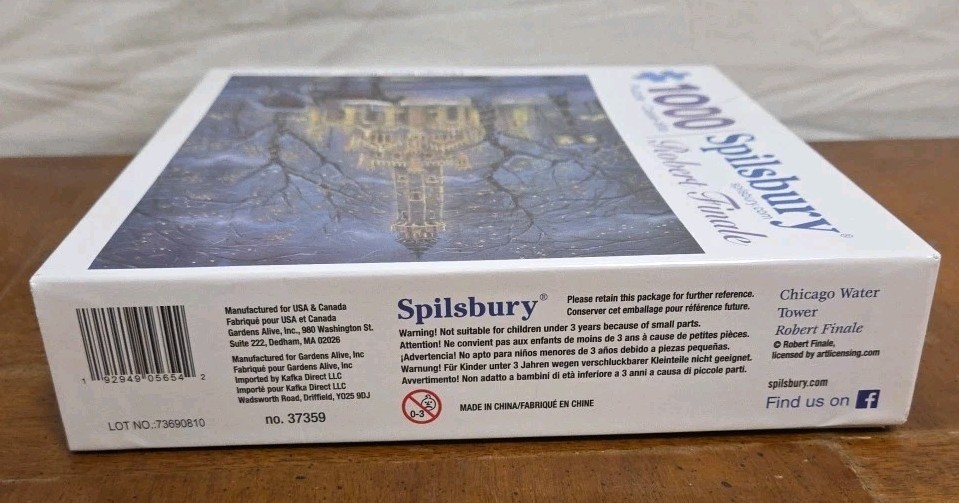 1000
Spilsbury®
spilsbury.com
Robert Finale
1 92949 05654 2
LOT NO.:73690810
Manufactured for USA & Canada
Fabriqué pour USA et Canada
Gardens Alive, Inc., 980 Washington St.
Suite 222, Dedham, MA 02026
Manufactured for Gardens Alive, Inc
Fabriqué pour Gardens Alive, Inc
Imported by Kafka Direct LLC
Importé pour Kafka Direct LLC
Wadsworth Road, Driffield, YO25 9DJ
no. 37359
Spilsbury®
Please retain this package for further reference.
Conserver cet emballage pour référence future.
Warning! Not suitable for children under 3 years because of small parts.
Attention! Ne convient pas aux enfants de moins de 3 ans à cause de petites pièces.
¡Advertencia! No apto para niños menores de 3 años debido a piezas pequeñas.
Warnung! Für Kinder unter 3 Jahren wegen verschluckbarer Kleinteile nicht geeignet.
Avvertimento! Non adatto a bambini di età inferiore a 3 anni a causa di piccole parti.
0-3
MADE IN CHINA/FABRIQUÉ EN CHINE
Chicago Water
Tower
Robert Finale
© Robert Finale,
licensed by artlicensing.com
spilsbury.com
Find us on f